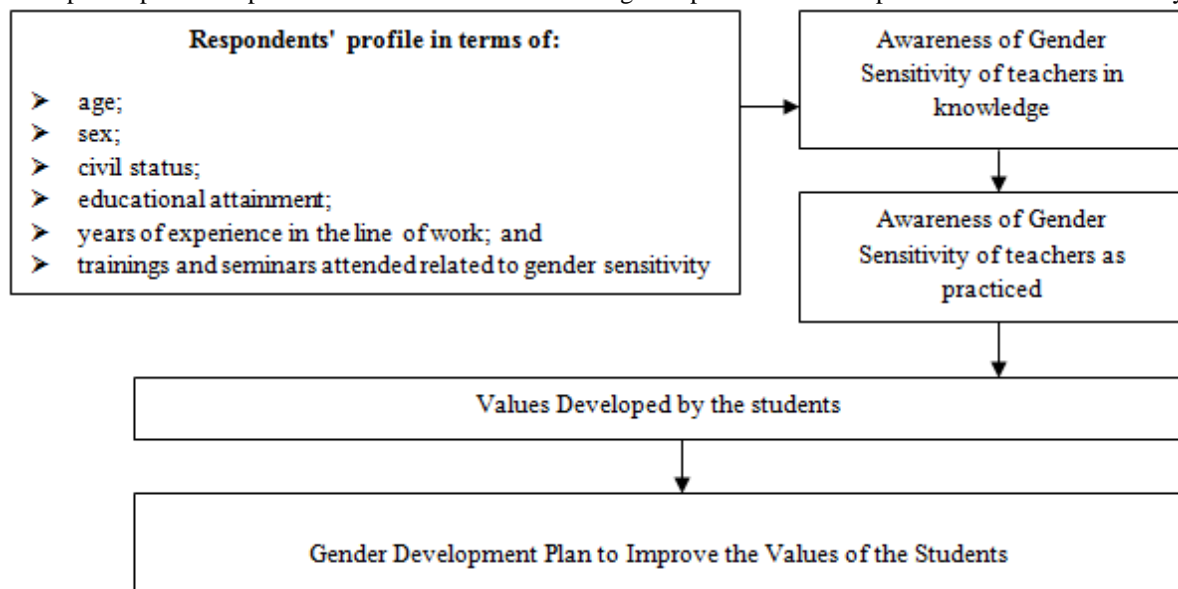 Respondents' profile in terms of:
➤ age;
➤ sex;
➤ civil status;
➤ educational attainment;
➤ years of experience in the line of work; and
➤ trainings and seminars attended related to gender sensitivity
Awareness of Gender
Sensitivity of teachers in
knowledge
Awareness of Gender
Sensitivity of teachers as
practiced
Values Developed by the students
Gender Development Plan to Improve the Values of the Students